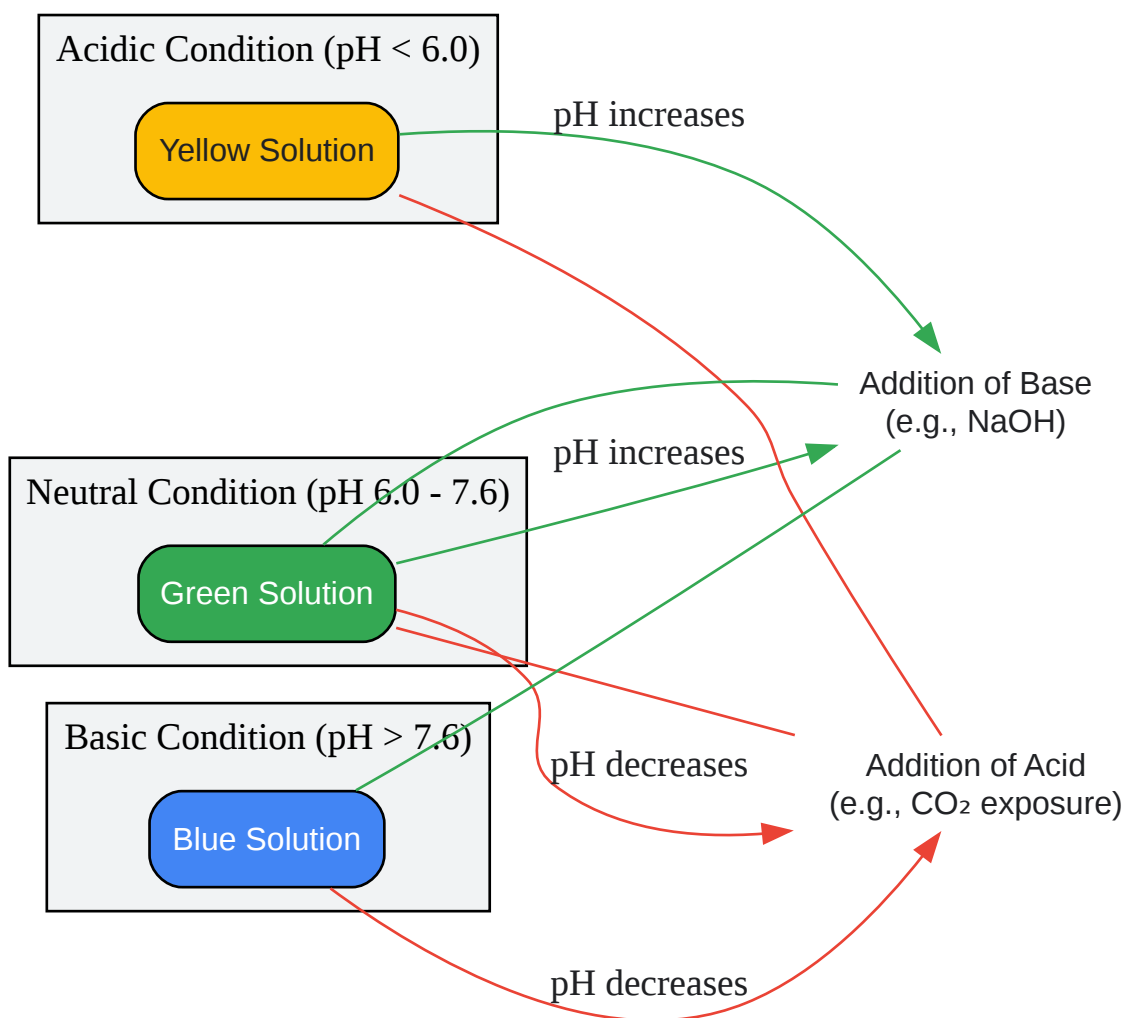 Acidic Condition (pH < 6.0)
Yellow Solution
pH increases
Addition of Base
(e.g., NaOH)
pH increases
Neutral Condition (pH 6.0 - 7.6)
Green Solution
Basic Condition (pH > 7.6)
Blue Solution
pH decreases
Addition of Acid
(e.g., CO₂ exposure)
pH decreases